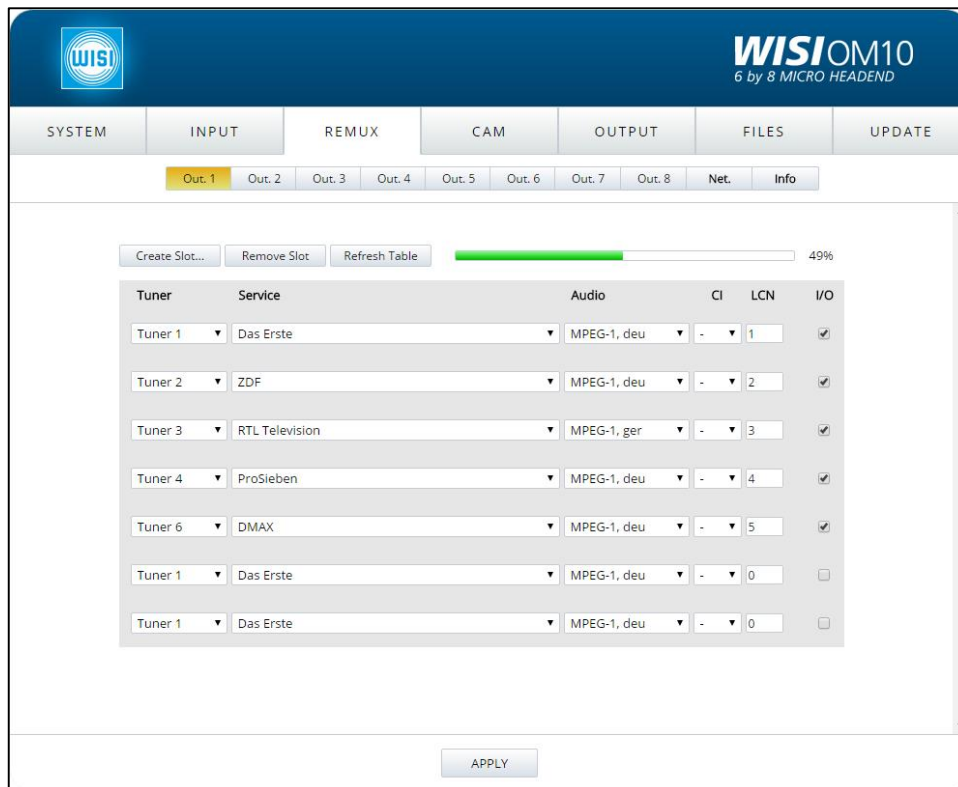 WISI WISI OM10
6 by 8 MICRO HEADEND
SYSTEM INPUT REMUX CAM OUTPUT FILES UPDATE
Out. 1 Out. 2 Out. 3 Out. 4 Out. 5 Out. 6 Out. 7 Out. 8 Net. Info
Create Slot... Remove Slot Refresh Table 49%
Tuner Service Audio CI LCN I/O
Tuner 1 Das Erste MPEG-1, deu - 1
Tuner 2 ZDF MPEG-1, deu - 2
Tuner 3 RTL Television MPEG-1, ger - 3
Tuner 4 ProSieben MPEG-1, deu - 4
Tuner 6 DMAX MPEG-1, deu - 5
Tuner 1 Das Erste MPEG-1, deu - 0
Tuner 1 Das Erste MPEG-1, deu - 0
APPLY